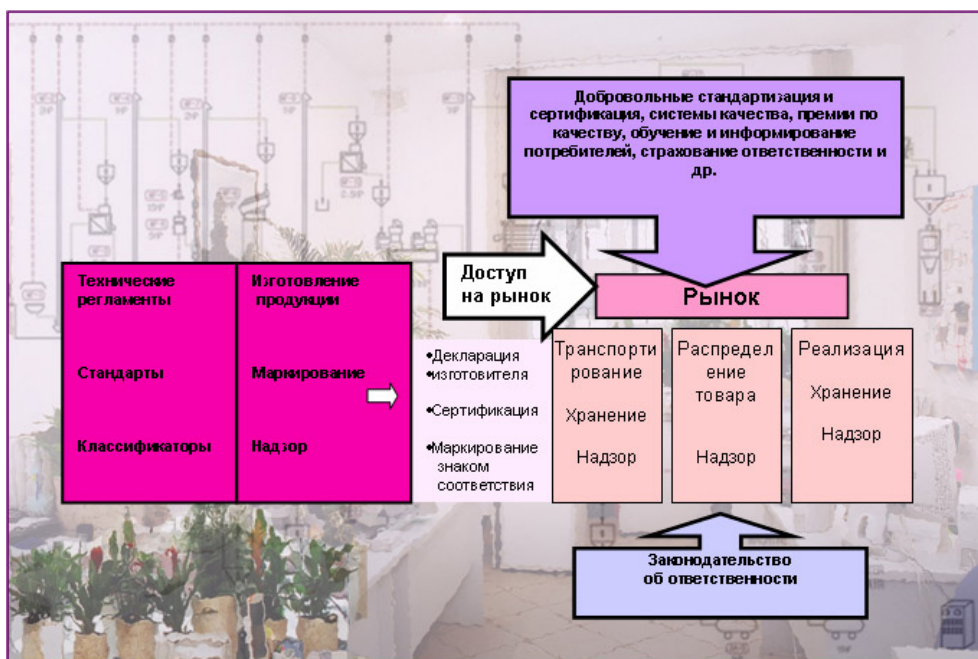 Добровольные стандартизация и
сертификация, системы качества, премии по
качеству, обучение и информирование
потребителей, страхование ответственности и
др.
Технические
регламенты
Стандарты
Классификаторы
Изготовление
продукции
Маркирование
Надзор
Доступ
на рынок
•Декларация
•изготовителя
•Сертификация
•Маркирование
знаком
соответствия
Рынок
Транспорти
рование
Хранение
Надзор
Распредел
ение
товара
Надзор
Реализация
Хранение
Надзор
Законодательство
об ответственности